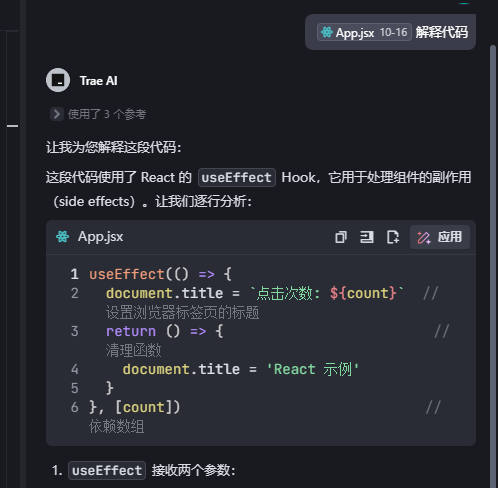 App.jsx 10-16 解释代码
Trae AI
使用了 3 个参考
让我为您解释这段代码：
这段代码使用了 React 的 useEffect Hook，它用于处理组件的副作用
（side effects）。让我们逐行分析：
App.jsx 应用
1 useEffect(() => {
2 document.title = `点击次数: ${count}` //
设置浏览器标签页的标题
3 return () => { //
清理函数
4 document.title = 'React 示例'
5 }
6 }, [count]) //
依赖数组
1. useEffect 接收两个参数：